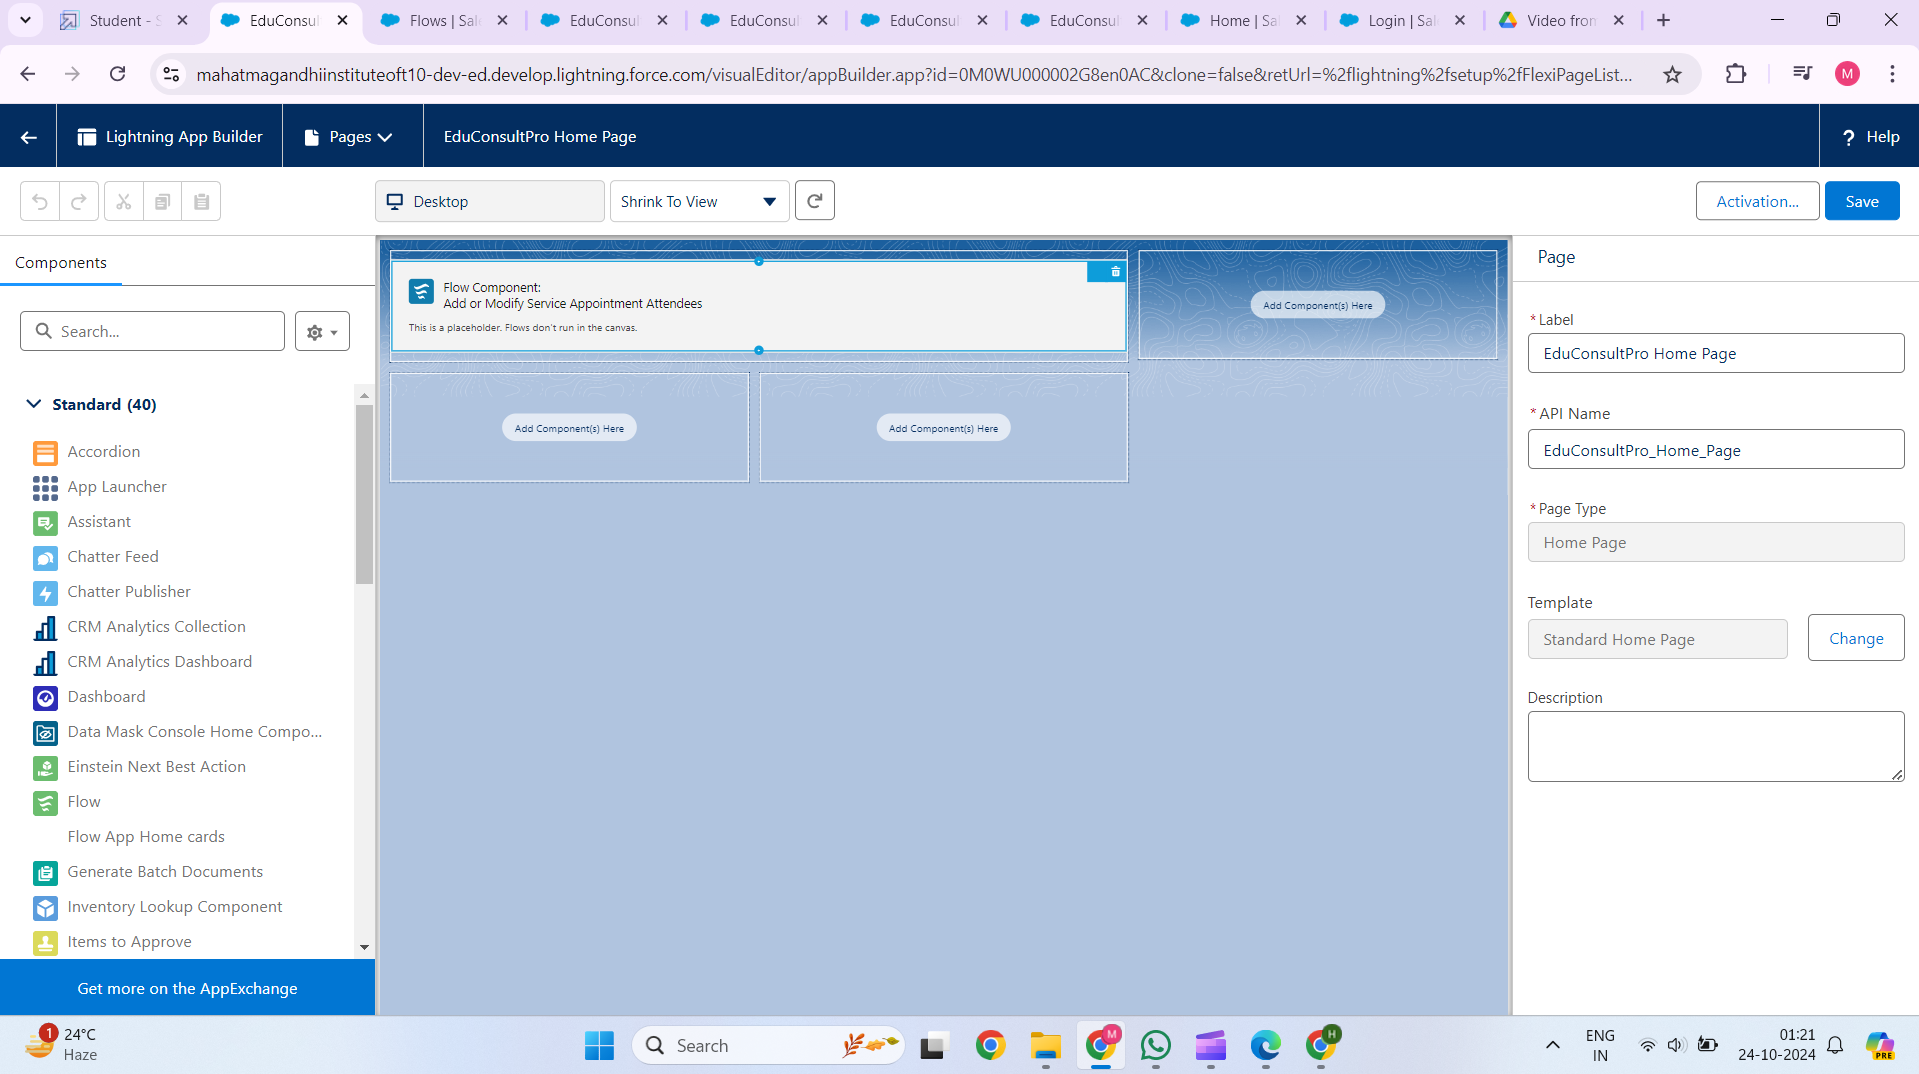 Student - S
EduConsul
Flows | Sale
EduConsul
EduConsul
EduConsul
EduConsul
Home | Sa
Login | Sal
Video from
mahatmagandhiinstituteoft10-dev-ed.develop.lightning.force.com/visualEditor/appBuilder.app?id=0M0WU000002G8en0AC&clone=false&retUrl=%2flightning%2fsetup%2fFlexiPageList...
M
Lightning App Builder
Pages
EduConsultPro Home Page
? Help
Desktop
Shrink To View
Activation...
Save
Components
Search...
Standard (40)
Accordion
App Launcher
Assistant
Chatter Feed
Chatter Publisher
CRM Analytics Collection
CRM Analytics Dashboard
Dashboard
Data Mask Console Home Compo...
Einstein Next Best Action
Flow
Flow App Home cards
Generate Batch Documents
Inventory Lookup Component
Items to Approve
Get more on the AppExchange
Flow Component:
Add or Modify Service Appointment Attendees
This is a placeholder. Flows don't run in the canvas.
Add Component(s) Here
Add Component(s) Here
Add Component(s) Here
Page
*Label
EduConsultPro Home Page
*API Name
EduConsultPro_Home_Page
*Page Type
Home Page
Template
Standard Home Page
Change
Description
1
24°C
Haze
Search
M
H
ENG
IN
01:21
24-10-2024
PRE